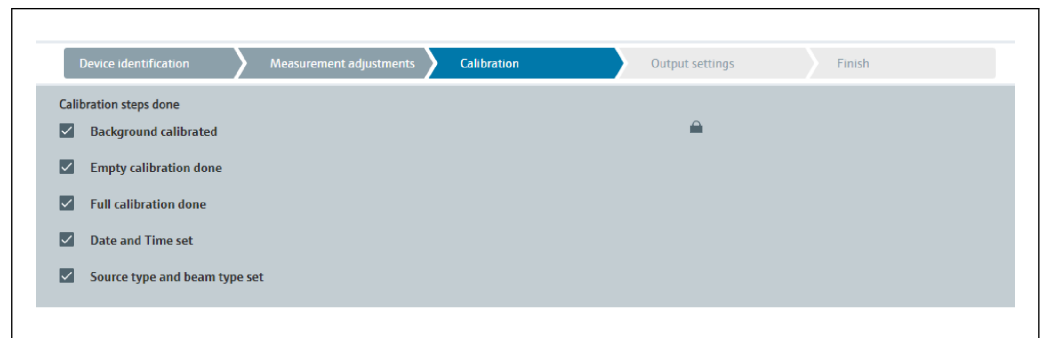 Device identification Measurement adjustments Calibration Output settings Finish
Calibration steps done
Background calibrated
Empty calibration done
Full calibration done
Date and Time set
Source type and beam type set